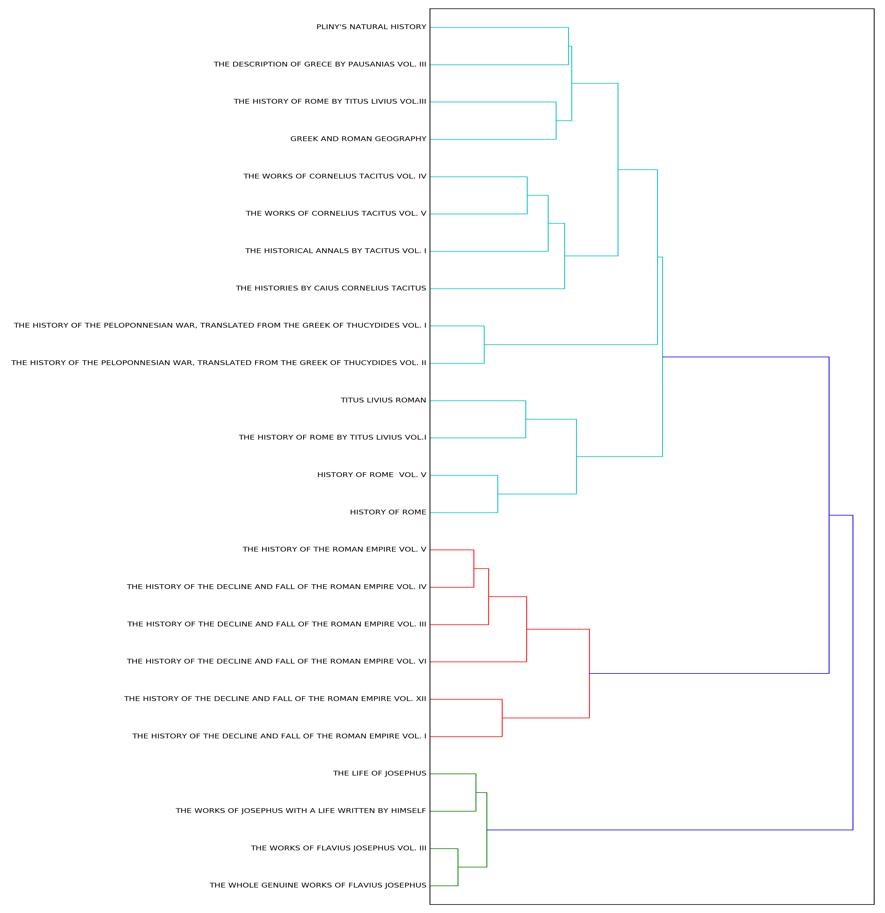 PLINY'S NATURAL HISTORY
THE DESCRIPTION OF GRECE BY PAUSANIAS VOL. III
THE HISTORY OF ROME BY TITUS LIVIUS VOL.III
GREEK AND ROMAN GEOGRAPHY
THE WORKS OF CORNELIUS TACITUS VOL. IV
THE WORKS OF CORNELIUS TACITUS VOL. V
THE HISTORICAL ANNALS BY TACITUS VOL. I
THE HISTORIES BY CAIUS CORNELIUS TACITUS
THE HISTORY OF THE PELOPONNESIAN WAR, TRANSLATED FROM THE GREEK OF THUCYDIDES VOL. I
THE HISTORY OF THE PELOPONNESIAN WAR, TRANSLATED FROM THE GREEK OF THUCYDIDES VOL. II
TITUS LIVIUS ROMAN
THE HISTORY OF ROME BY TITUS LIVIUS VOL.I
HISTORY OF ROME  VOL. V
HISTORY OF ROME
THE HISTORY OF THE ROMAN EMPIRE VOL. V
THE HISTORY OF THE DECLINE AND FALL OF THE ROMAN EMPIRE VOL. IV
THE HISTORY OF THE DECLINE AND FALL OF THE ROMAN EMPIRE VOL. III
THE HISTORY OF THE DECLINE AND FALL OF THE ROMAN EMPIRE VOL. VI
THE HISTORY OF THE DECLINE AND FALL OF THE ROMAN EMPIRE VOL. XII
THE HISTORY OF THE DECLINE AND FALL OF THE ROMAN EMPIRE VOL. I
THE LIFE OF JOSEPHUS
THE WORKS OF JOSEPHUS WITH A LIFE WRITTEN BY HIMSELF
THE WORKS OF FLAVIUS JOSEPHUS VOL. III
THE WHOLE GENUINE WORKS OF FLAVIUS JOSEPHUS